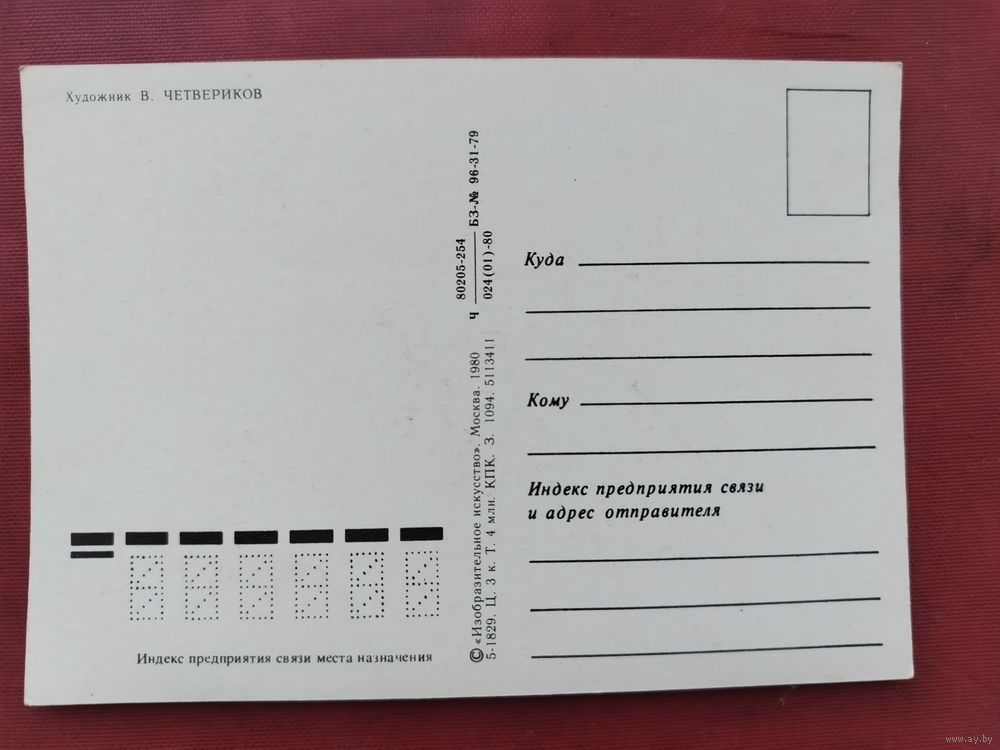 Художник В. ЧЕТВЕРИКОВ
Ч 80205-254 БЗ-№ 96-31-79
024(01)-80
© «Изобразительное искусство». Москва. 1980
5-1829. Ц. 3 к. Т. 4 млн. КПК. З. 1094. 5113411
Куда
Кому
Индекс предприятия связи
и адрес отправителя
Индекс предприятия связи места назначения
www.ay.by